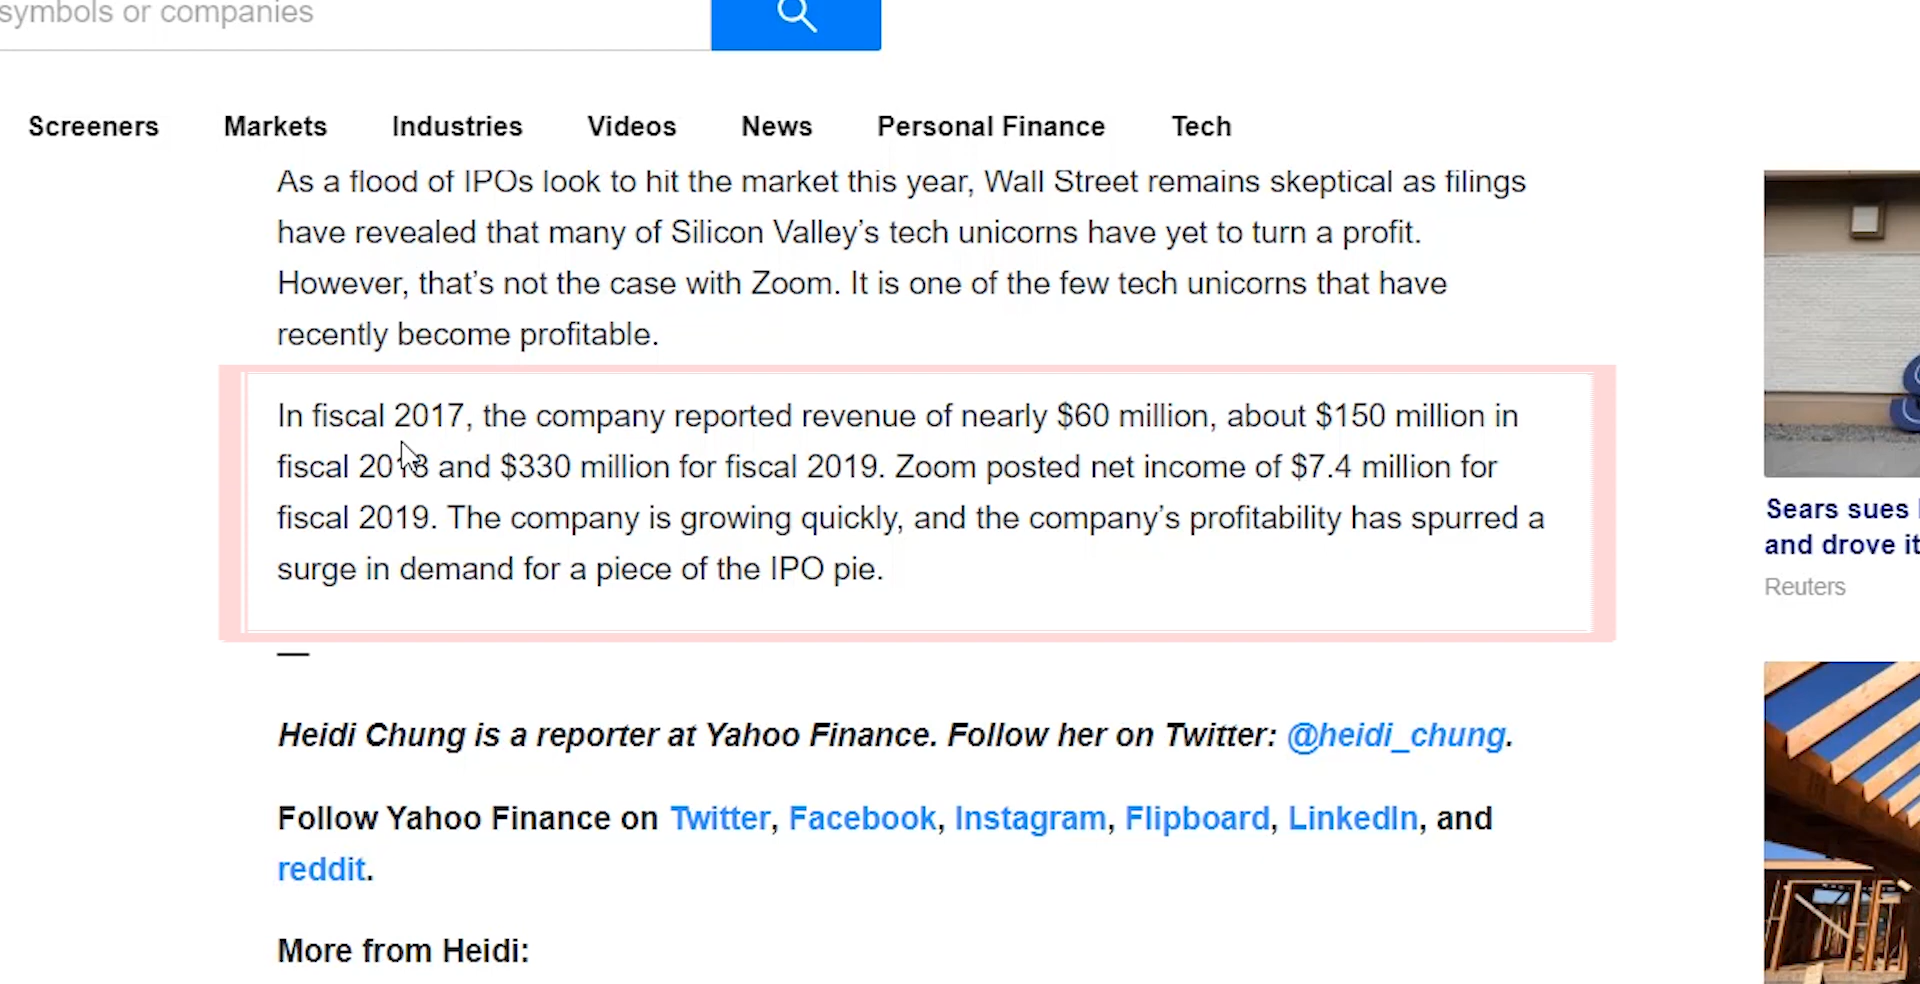 symbols or companies
Screeners Markets Industries Videos News Personal Finance Tech
As a flood of IPOs look to hit the market this year, Wall Street remains skeptical as filings
have revealed that many of Silicon Valley’s tech unicorns have yet to turn a profit.
However, that’s not the case with Zoom. It is one of the few tech unicorns that have
recently become profitable.
In fiscal 2017, the company reported revenue of nearly $60 million, about $150 million in
fiscal 2018 and $330 million for fiscal 2019. Zoom posted net income of $7.4 million for
fiscal 2019. The company is growing quickly, and the company’s profitability has spurred a
surge in demand for a piece of the IPO pie.
—
Heidi Chung is a reporter at Yahoo Finance. Follow her on Twitter: @heidi_chung.
Follow Yahoo Finance on Twitter, Facebook, Instagram, Flipboard, LinkedIn, and
reddit.
More from Heidi:
Sears sues
and drove it
Reuters